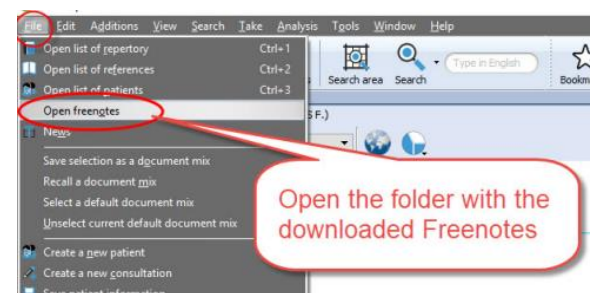 File Edit Additions View Search Take Analysis Tools Window Help
Open list of repertory Ctrl+1
Open list of references Ctrl+2
Open list of patients Ctrl+3
Open freenotes
News
Save selection as a document mix
Recall a document mix
Select a default document mix
Unselect current default document mix
Create a new patient
Create a new consultation
Save patient information
Search area Search Type in English Bookm
S F.)
Open the folder with the
downloaded Freenotes